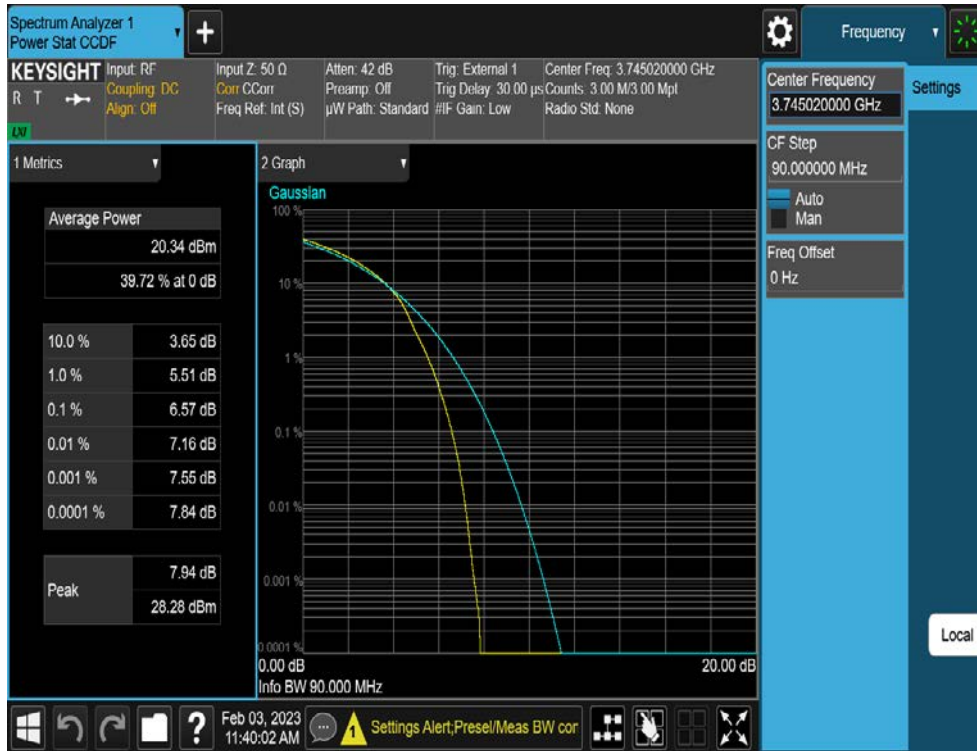 Spectrum Analyzer 1
Power Stat CCDF
+
Frequency
KEYSIGHT
R T
LXI
Input: RF
Coupling: DC
Align: Off
Input Z: 50 Ω
Corr CCorr
Freq Ref: Int (S)
Atten: 42 dB
Preamp: Off
µW Path: Standard
Trig: External 1
Trig Delay: 30.00 µs
#IF Gain: Low
Center Freq: 3.745020000 GHz
Counts: 3.00 M/3.00 Mpt
Radio Std: None
Center Frequency
3.745020000 GHz
Settings
CF Step
90.000000 MHz
Auto
Man
Freq Offset
0 Hz
Local
1 Metrics
Average Power
20.34 dBm
39.72 % at 0 dB
10.0 % 3.65 dB
1.0 % 5.51 dB
0.1 % 6.57 dB
0.01 % 7.16 dB
0.001 % 7.55 dB
0.0001 % 7.84 dB
Peak
7.94 dB
28.28 dBm
2 Graph
Gaussian
100 %
10 %
1 %
0.1 %
0.01 %
0.001 %
0.0001 %
0.00 dB 20.00 dB
Info BW 90.000 MHz
?
Feb 03, 2023
11:40:02 AM
1
Settings Alert;Presel/Meas BW cor